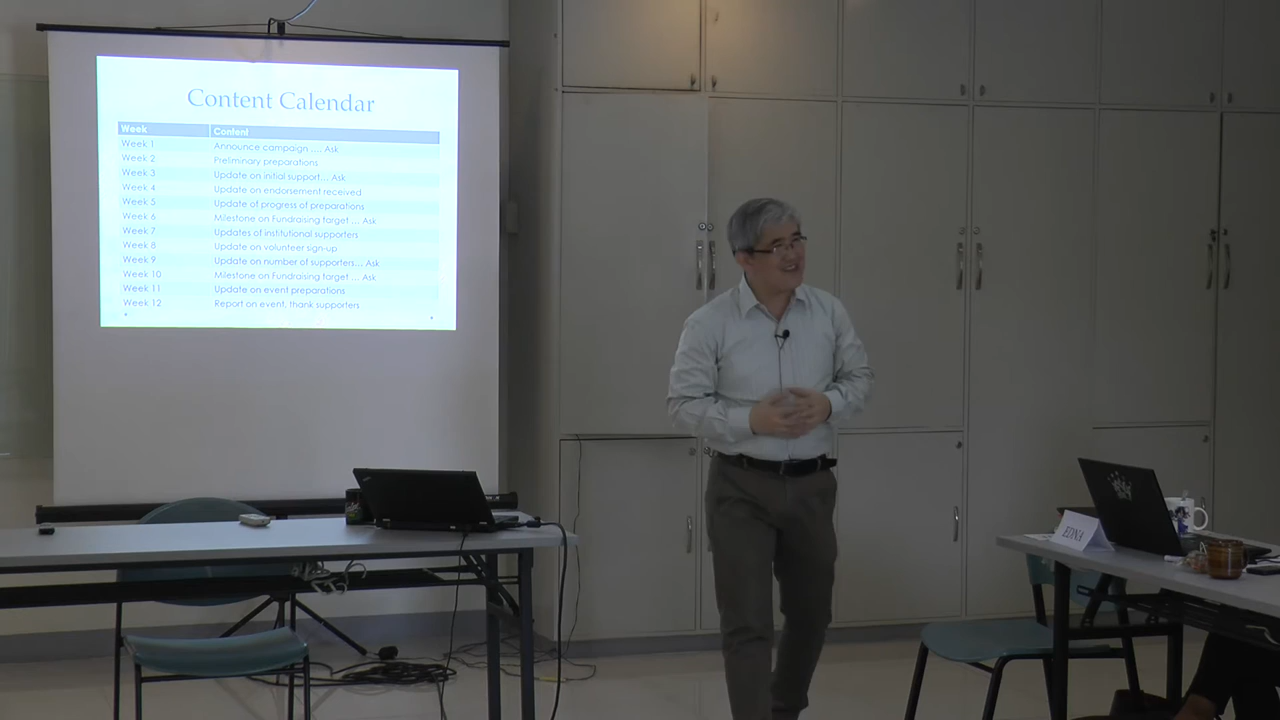 Content Calendar
Week Content
Week 1 Announce campaign .... Ask
Week 2 Preliminary preparations
Week 3 Update on initial support... Ask
Week 4 Update on endorsement received
Week 5 Update of progress of preparations
Week 6 Milestone on Fundraising target ... Ask
Week 7 Updates of institutional supporters
Week 8 Update on volunteer sign-up
Week 9 Update on number of supporters... Ask
Week 10 Milestone on Fundraising target ... Ask
Week 11 Update on event preparations
Week 12 Report on event, thank supporters
EDNA